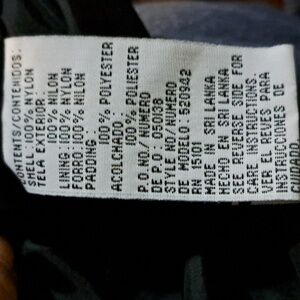 CONTENTS/CONTENIDOS:
SHELL: 100% NYLON
TELA EXTERIOR:
100% NILON
LINING: 100% NYLON
FORRO: 100% NILON
PADDING:
100% POLYESTER
ACOLCHADO:
100% POLIESTER
P.O.NO/ NUMERO
DE P.O: 050038
STYLE NO/NUMERO
DE MODELO: 520942
RN
MADE IN SRI LANKA
HECHO EN SRI LANKA
SEE REVERSE SIDE FOR
CARE INSTRUCTIONS.
VER EL REVES PARA
INSTRUCCIONES DE
CUIDADO.